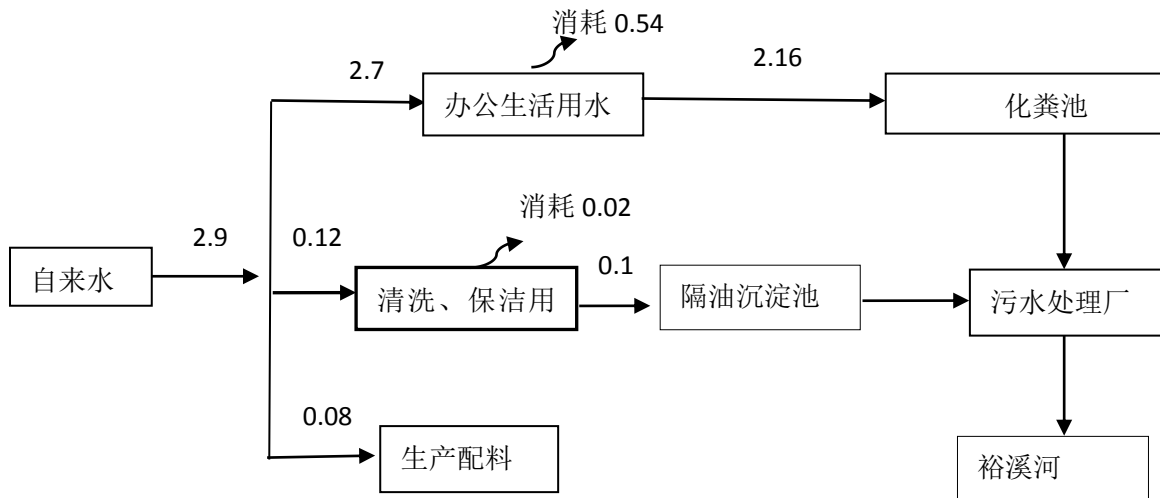 消耗 0.54
2.7
2.16
办公生活用水
化粪池
消耗 0.02
2.9
0.12
0.1
自来水
清洗、保洁用
隔油沉淀池
污水处理厂
0.08
生产配料
裕溪河